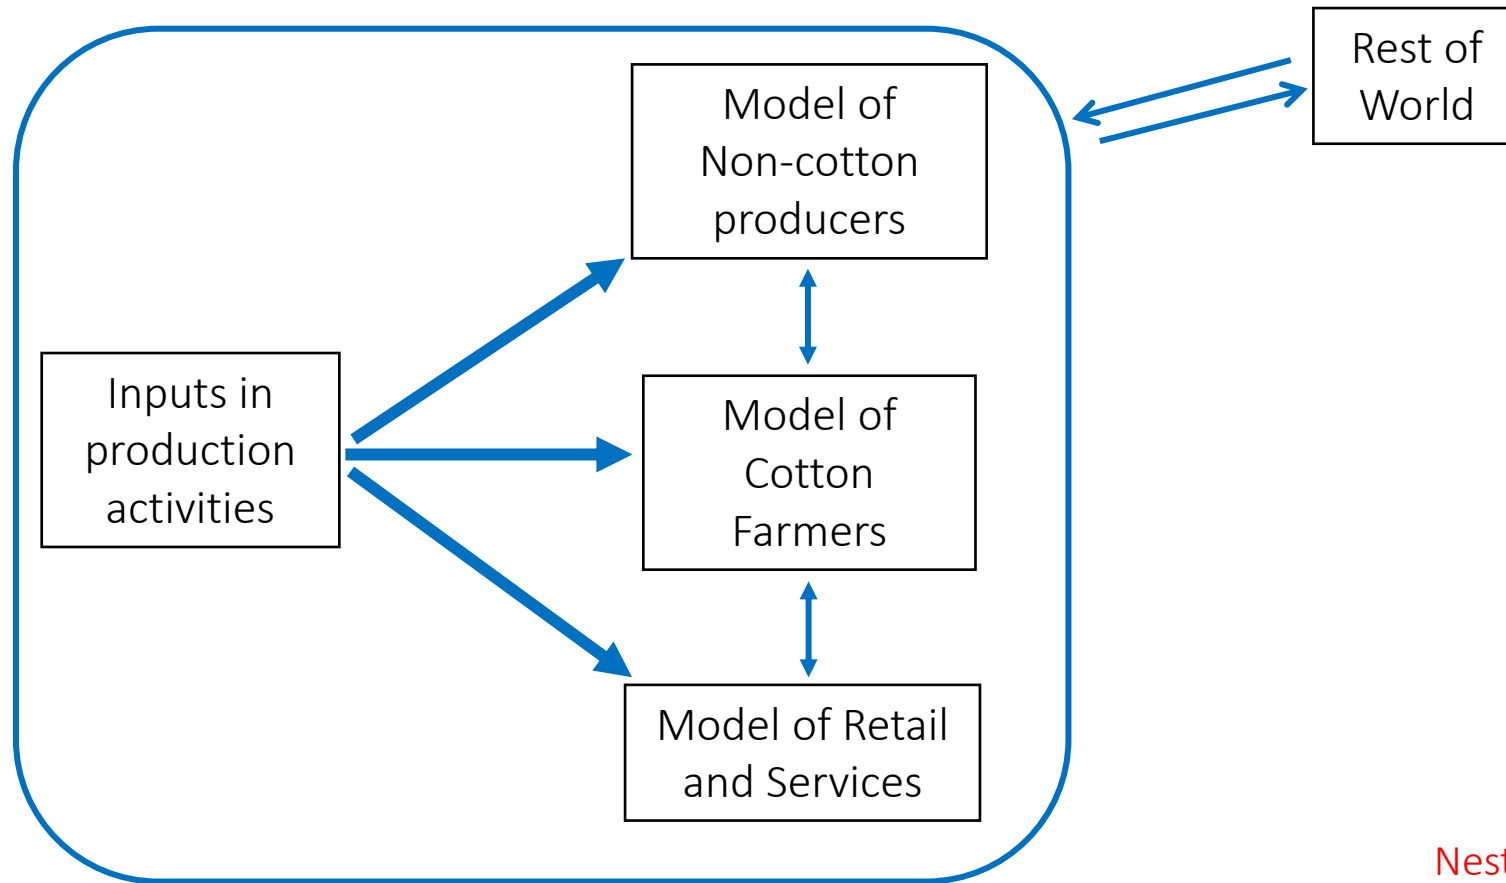 Rest of
World
Model of
Non-cotton
producers
Inputs in
production
activities
Model of
Cotton
Farmers
Model of Retail
and Services
Nest